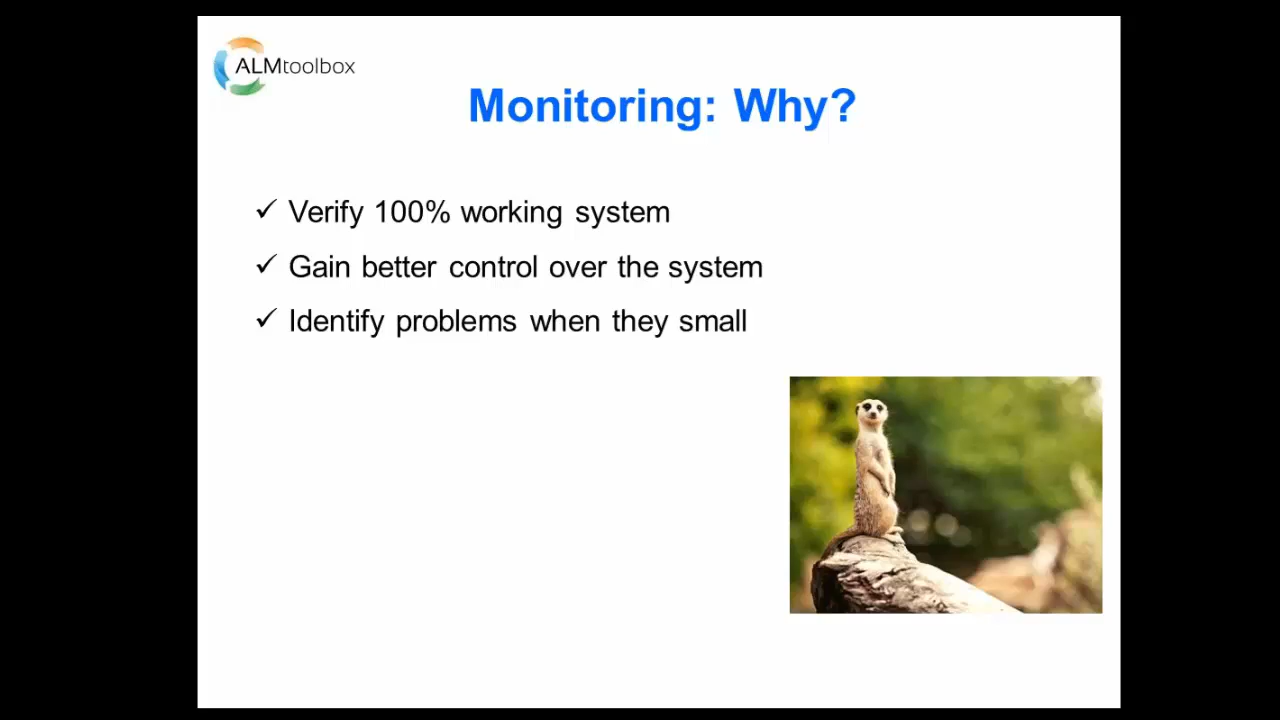 ALMtoolbox
Monitoring: Why?
✓ Verify 100% working system
✓ Gain better control over the system
✓ Identify problems when they small